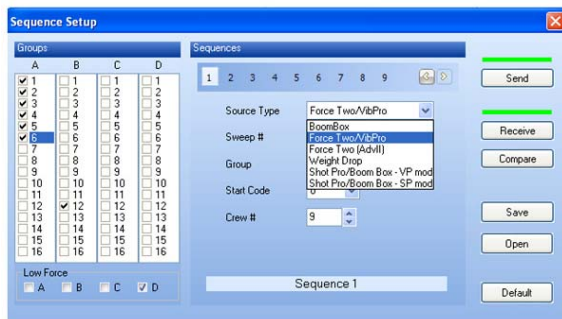 Sequence Setup
Groups
A B C D
1 1 1 1
2 2 2 2
3 3 3 3
4 4 4 4
5 5 5 5
6 6 6 6
7 7 7 7
8 8 8 8
9 9 9 9
10 10 10 10
11 11 11 11
12 12 12 12
13 13 13 13
14 14 14 14
15 15 15 15
16 16 16 16
Low Force
A B C D
Sequences
1 2 3 4 5 6 7 8 9
Source Type Force Two/VibPro
BoomBox
Force Two/VibPro
Force Two (AdvII)
Weight Drop
Shot Pro/Boom Box - VP mod
Shot Pro/Boom Box - SP mod
Sweep #
Group
Start Code
Crew # 9
Sequence 1
Send
Receive
Compare
Save
Open
Default